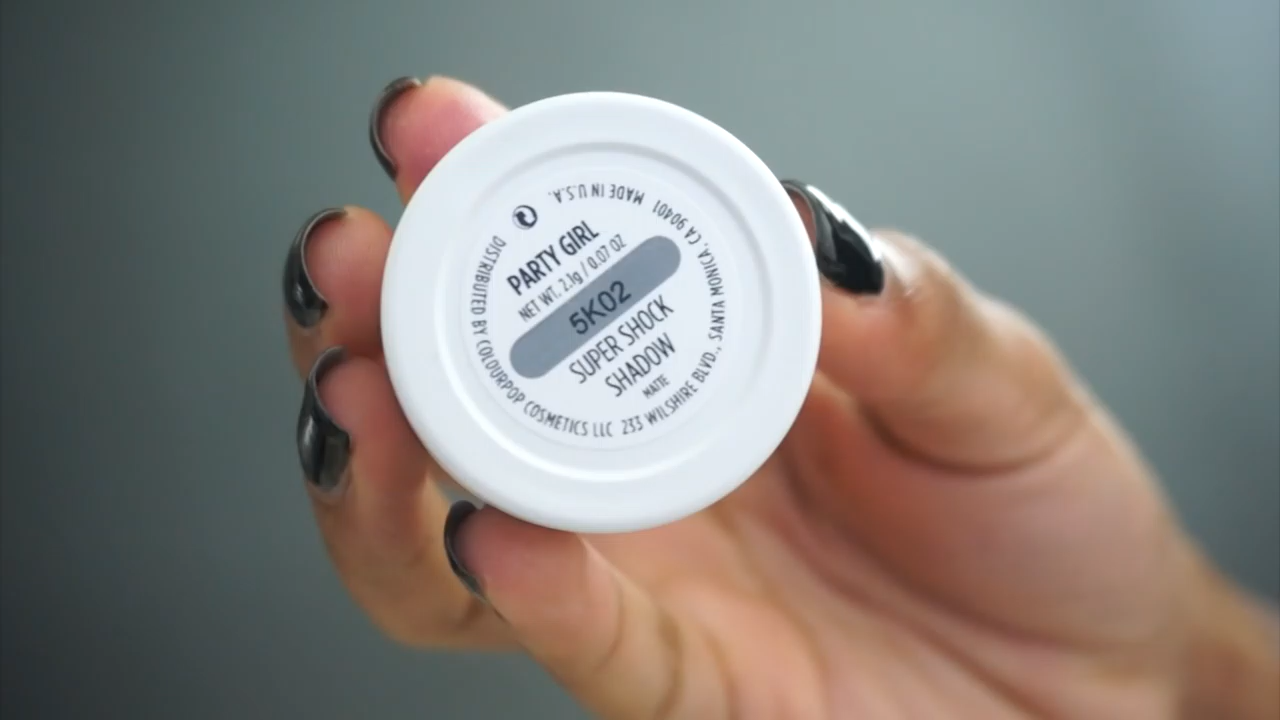 PARTY GIRL
NET WT. 2.1g / 0.07 OZ
5K02
SUPER SHOCK
SHADOW
MATTE
DISTRIBUTED BY COLOURPOP COSMETICS LLC 233 WILSHIRE BLVD., SANTA MONICA, CA 90401 MADE IN U.S.A.